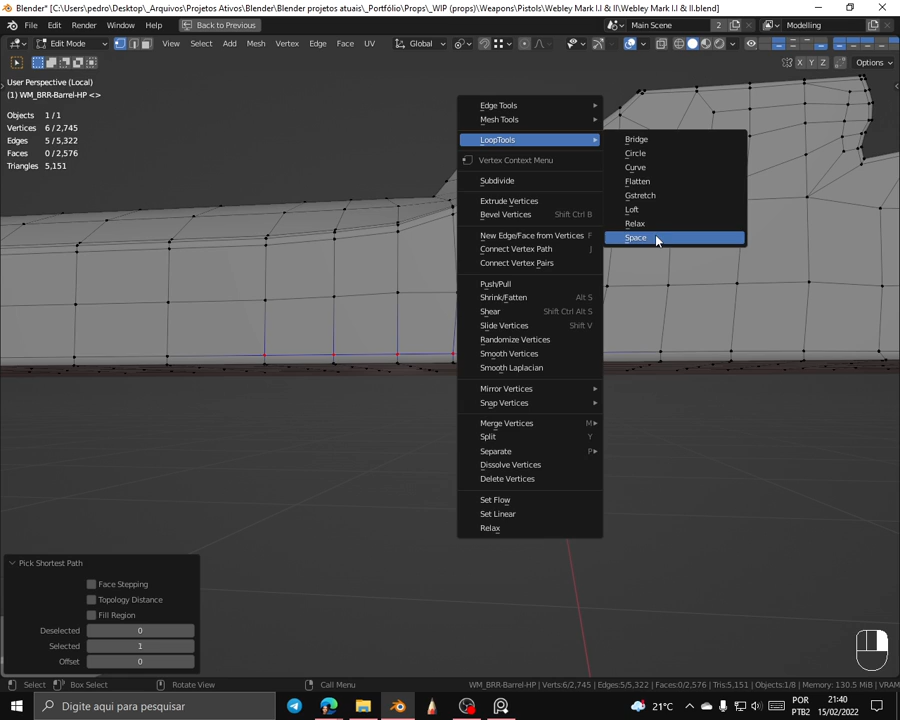 Blender* [C:\Users\pedro\Desktop\_Arquivos\Projetos Ativos\Blender\Blender projetos atuais\_Portfolio\Props\_WIP (props)\Weapons\Pistols\Webley Mark I.I & II\Webley Mark I.I & II.blend]
File Edit Render Window Help Back to Previous Main Scene 2 Modelling
Edit Mode View Select Add Mesh Vertex Edge Face UV Global
X Y Z Options
User Perspective (Local)
(1) WM_BRR-Barrel-HP <>
Objects 1/1
Vertices 6/2,745
Edges 5/5,322
Faces 0/2,576
Triangles 5,151
Edge Tools
Mesh Tools
LoopTools
Vertex Context Menu
Subdivide
Extrude Vertices
Bevel Vertices Shift Ctrl B
New Edge/Face from Vertices F
Connect Vertex Path J
Connect Vertex Pairs
Push/Pull
Shrink/Fatten Alt S
Shear Shift Ctrl Alt S
Slide Vertices Shift V
Randomize Vertices
Smooth Vertices
Smooth Laplacian
Mirror Vertices
Snap Vertices
Merge Vertices M
Split Y
Separate P
Dissolve Vertices
Delete Vertices
Set Flow
Set Linear
Relax
Bridge
Circle
Curve
Flatten
Gstretch
Loft
Relax
Space
Pick Shortest Path
Face Stepping
Topology Distance
Fill Region
Deselected 0
Selected 1
Offset 0
Select Box Select Rotate View Call Menu WM_BRR-Barrel-HP | Verts:6/2,745 | Edges:5/5,322 | Faces:0/2,576 | Tris:5,151 | Objects:1/8 | Memory: 130.5 MiB | VRAM
Digite aqui para pesquisar
21°C
POR
PTB2
21:40
15/02/2022